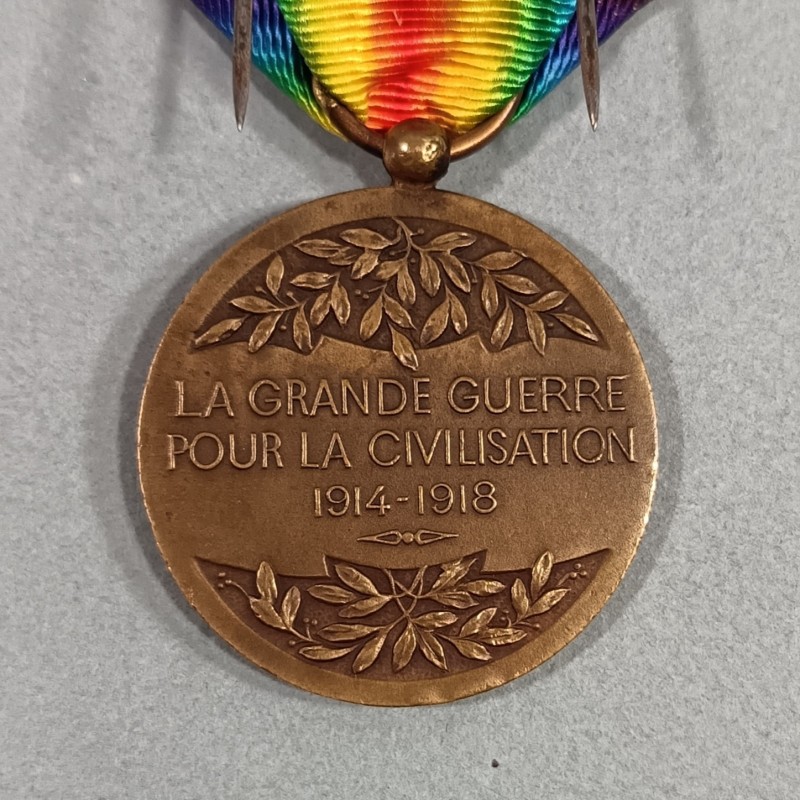 LA GRANDE GUERRE
POUR LA CIVILISATION
1914-1918